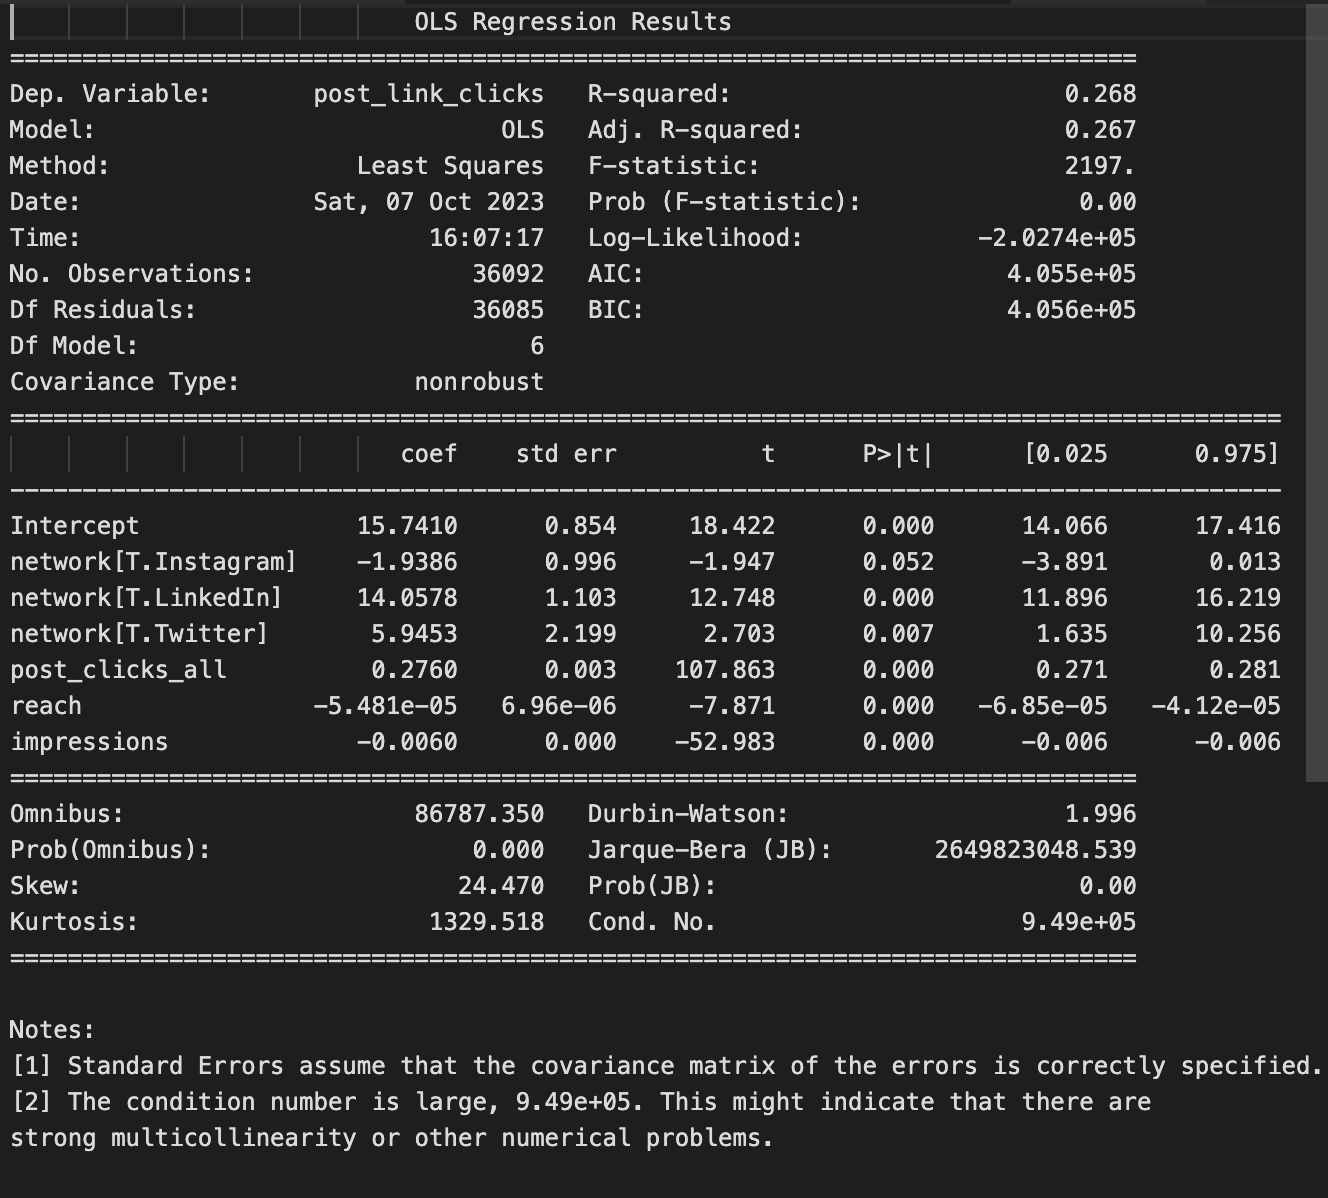 OLS Regression Results
==============================================================================
Dep. Variable:       post_link_clicks   R-squared:                       0.268
Model:                            OLS   Adj. R-squared:                  0.267
Method:                 Least Squares   F-statistic:                     2197.
Date:                Sat, 07 Oct 2023   Prob (F-statistic):               0.00
Time:                        16:07:17   Log-Likelihood:            -2.0274e+05
No. Observations:               36092   AIC:                         4.055e+05
Df Residuals:                   36085   BIC:                         4.056e+05
Df Model:                           6
Covariance Type:            nonrobust
========================================================================================
                           coef    std err          t      P>|t|      [0.025      0.975]
----------------------------------------------------------------------------------------
Intercept               15.7410      0.854     18.422      0.000      14.066      17.416
network[T.Instagram]    -1.9386      0.996     -1.947      0.052      -3.891       0.013
network[T.LinkedIn]     14.0578      1.103     12.748      0.000      11.896      16.219
network[T.Twitter]       5.9453      2.199      2.703      0.007       1.635      10.256
post_clicks_all          0.2760      0.003    107.863      0.000       0.271       0.281
reach                -5.481e-05   6.96e-06     -7.871      0.000   -6.85e-05   -4.12e-05
impressions             -0.0060      0.000    -52.983      0.000      -0.006      -0.006
==============================================================================
Omnibus:                    86787.350   Durbin-Watson:                   1.996
Prob(Omnibus):                  0.000   Jarque-Bera (JB):       2649823048.539
Skew:                          24.470   Prob(JB):                         0.00
Kurtosis:                    1329.518   Cond. No.                     9.49e+05
==============================================================================
Notes:
[1] Standard Errors assume that the covariance matrix of the errors is correctly specified.
[2] The condition number is large, 9.49e+05. This might indicate that there are
strong multicollinearity or other numerical problems.